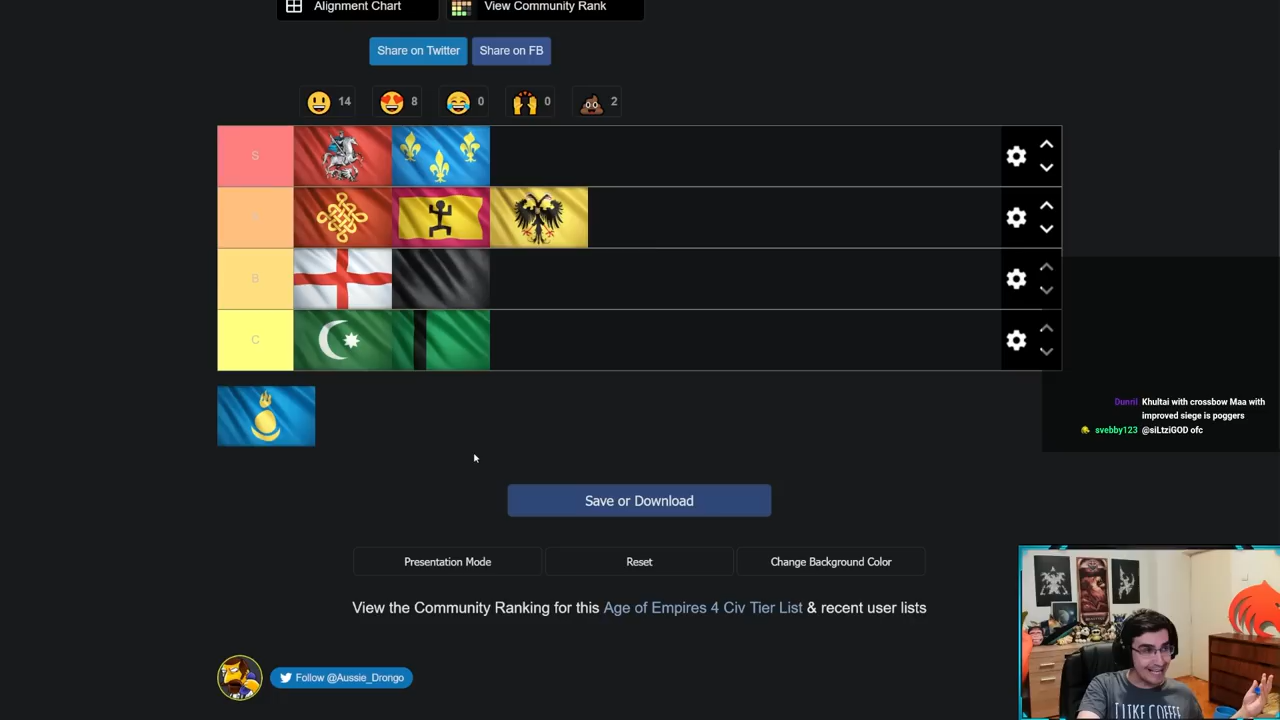 Alignment Chart
View Community Rank
Share on Twitter
Share on FB
14
8
0
0
2
S
B
C
Dunril Khultai with crossbow Maa with
improved siege is poggers
svebby123 @siLtziGOD ofc
Save or Download
Presentation Mode
Reset
Change Background Color
View the Community Ranking for this Age of Empires 4 Civ Tier List & recent user lists
Follow @Aussie_Drongo
I LIKE COFFEE